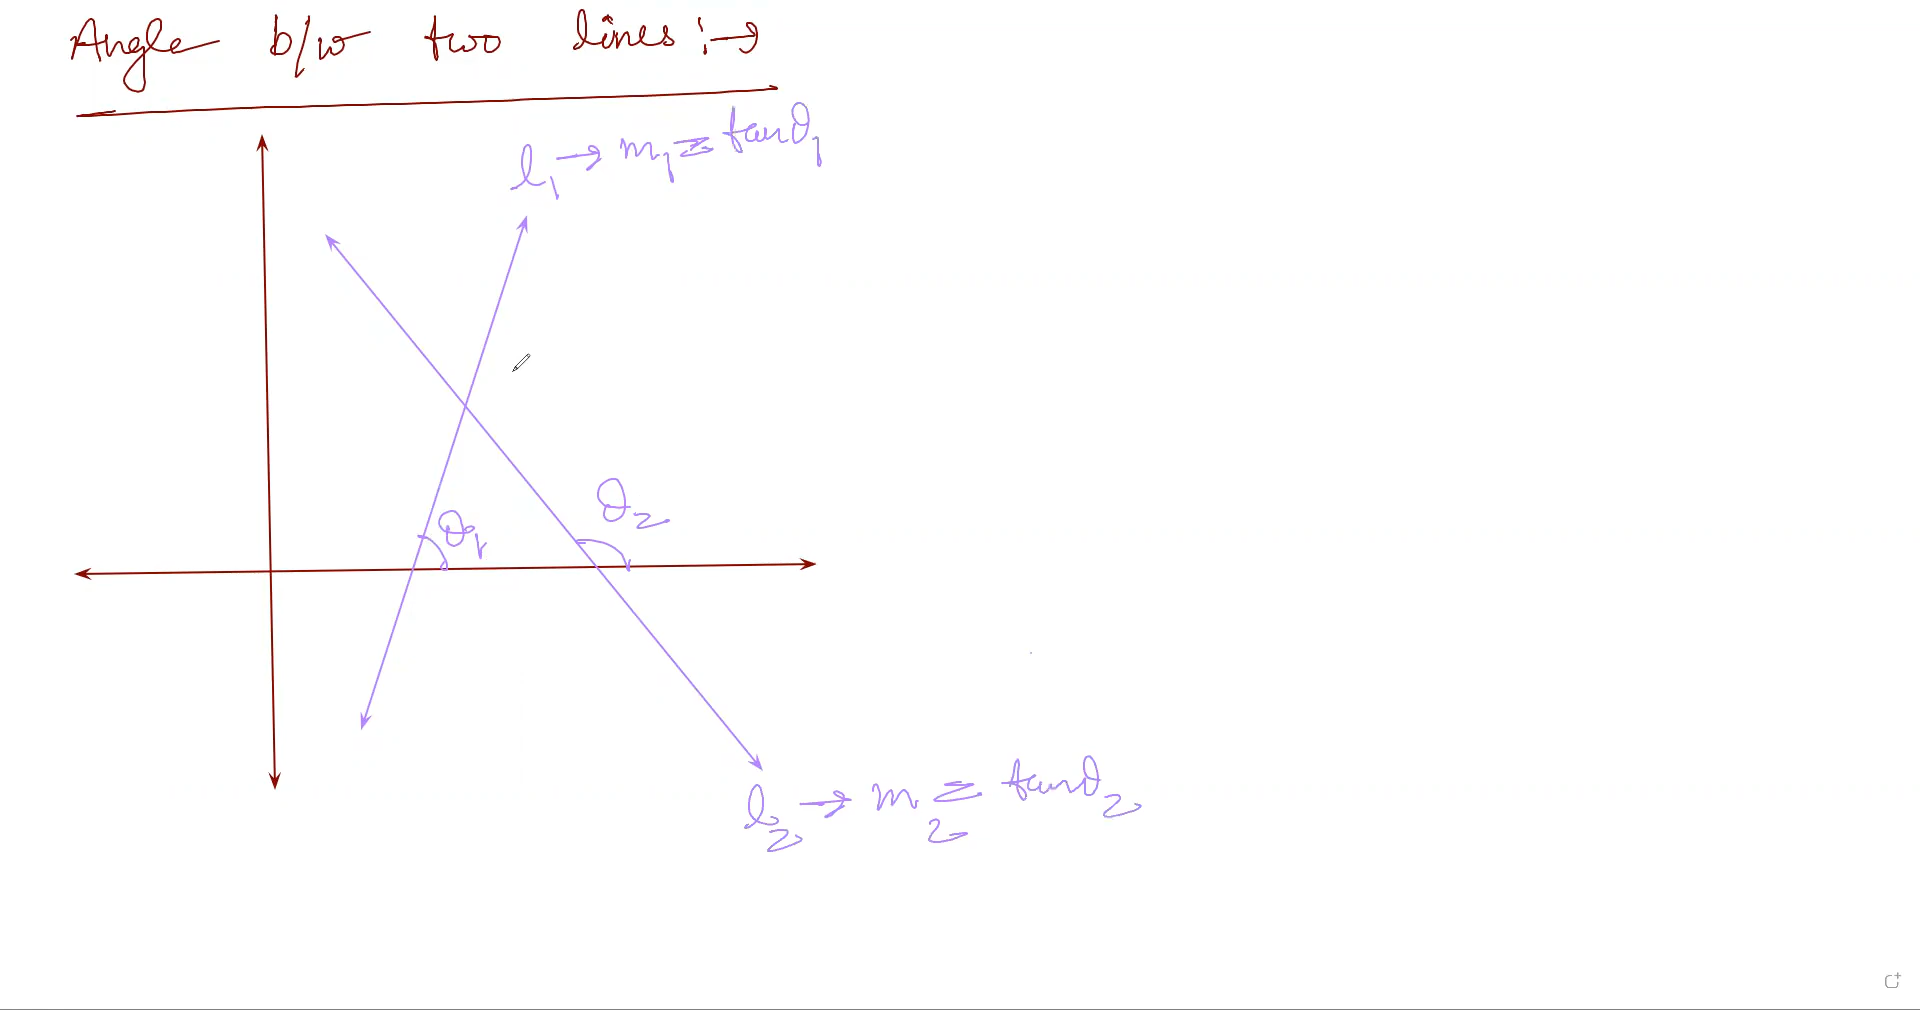 Angle b/w two lines :→
l₁ → m₁ = tanθ₁
θ₂
θ₁
l₂ → m₂ = tanθ₂